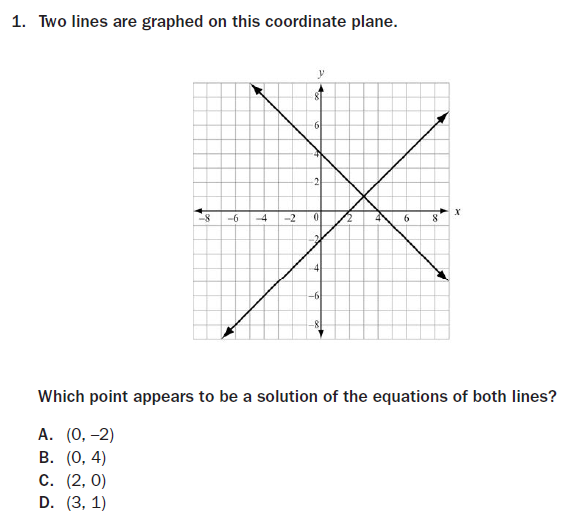 1. Two lines are graphed on this coordinate plane.
y
8
6
4
2
-8 -6 -4 -2 0 2 4 6 8 x
-2
-4
-6
-8
Which point appears to be a solution of the equations of both lines?
A. (0, –2)
B. (0, 4)
C. (2, 0)
D. (3, 1)